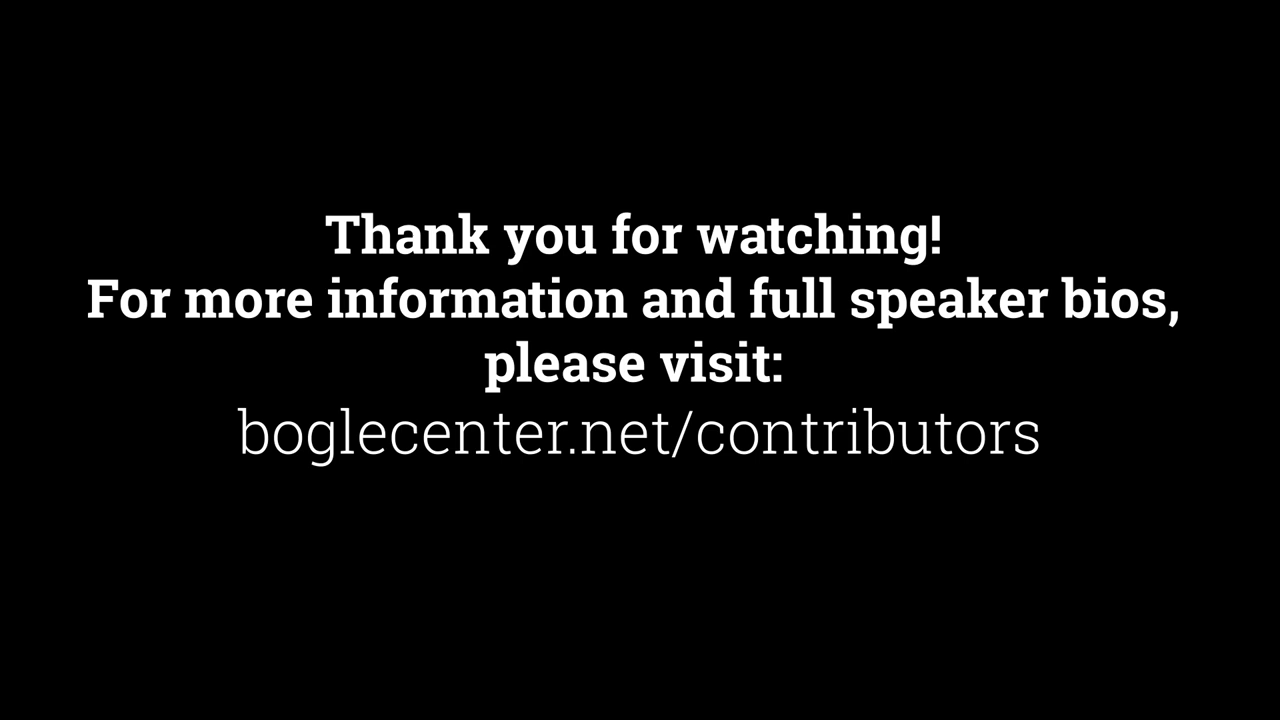 Thank you for watching!
For more information and full speaker bios,
please visit:
boglecenter.net/contributors